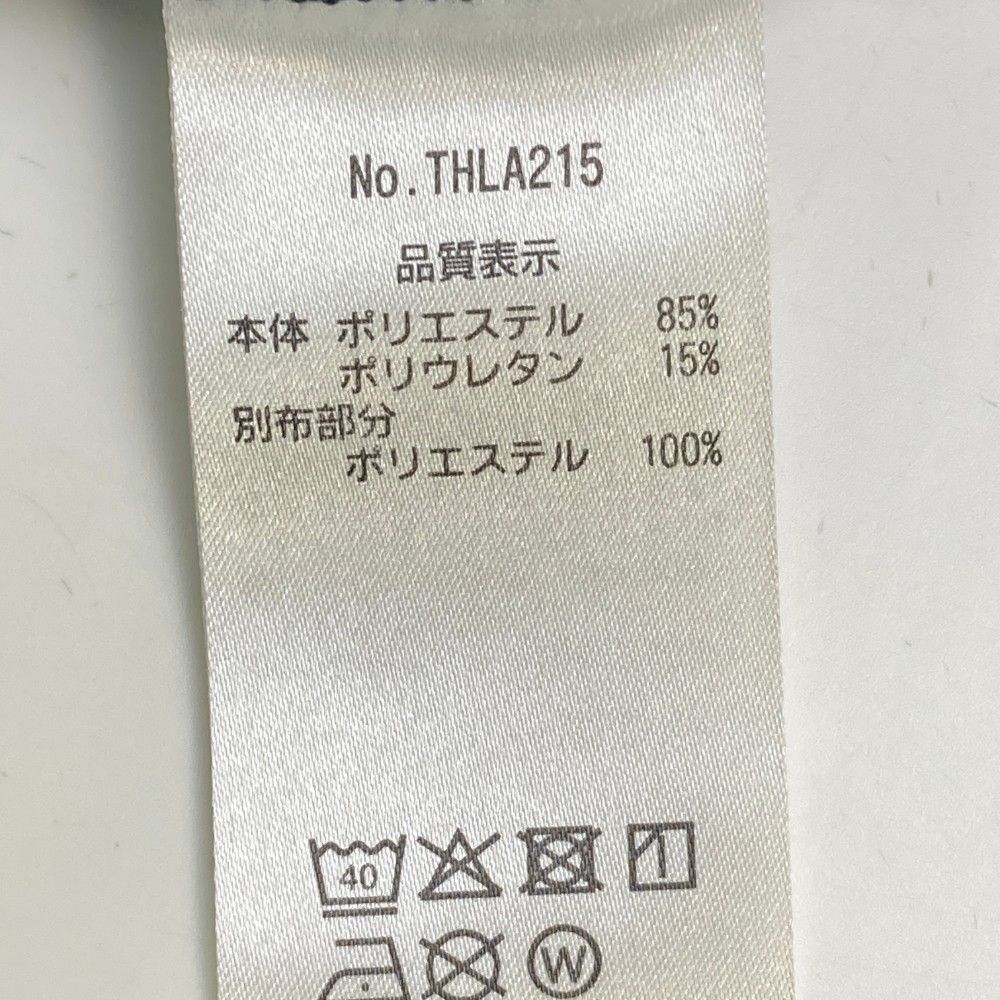 No.THLA215
品質表示
本体 ポリエステル 85%
ポリウレタン 15%
別布部分
ポリエステル 100%
40
W